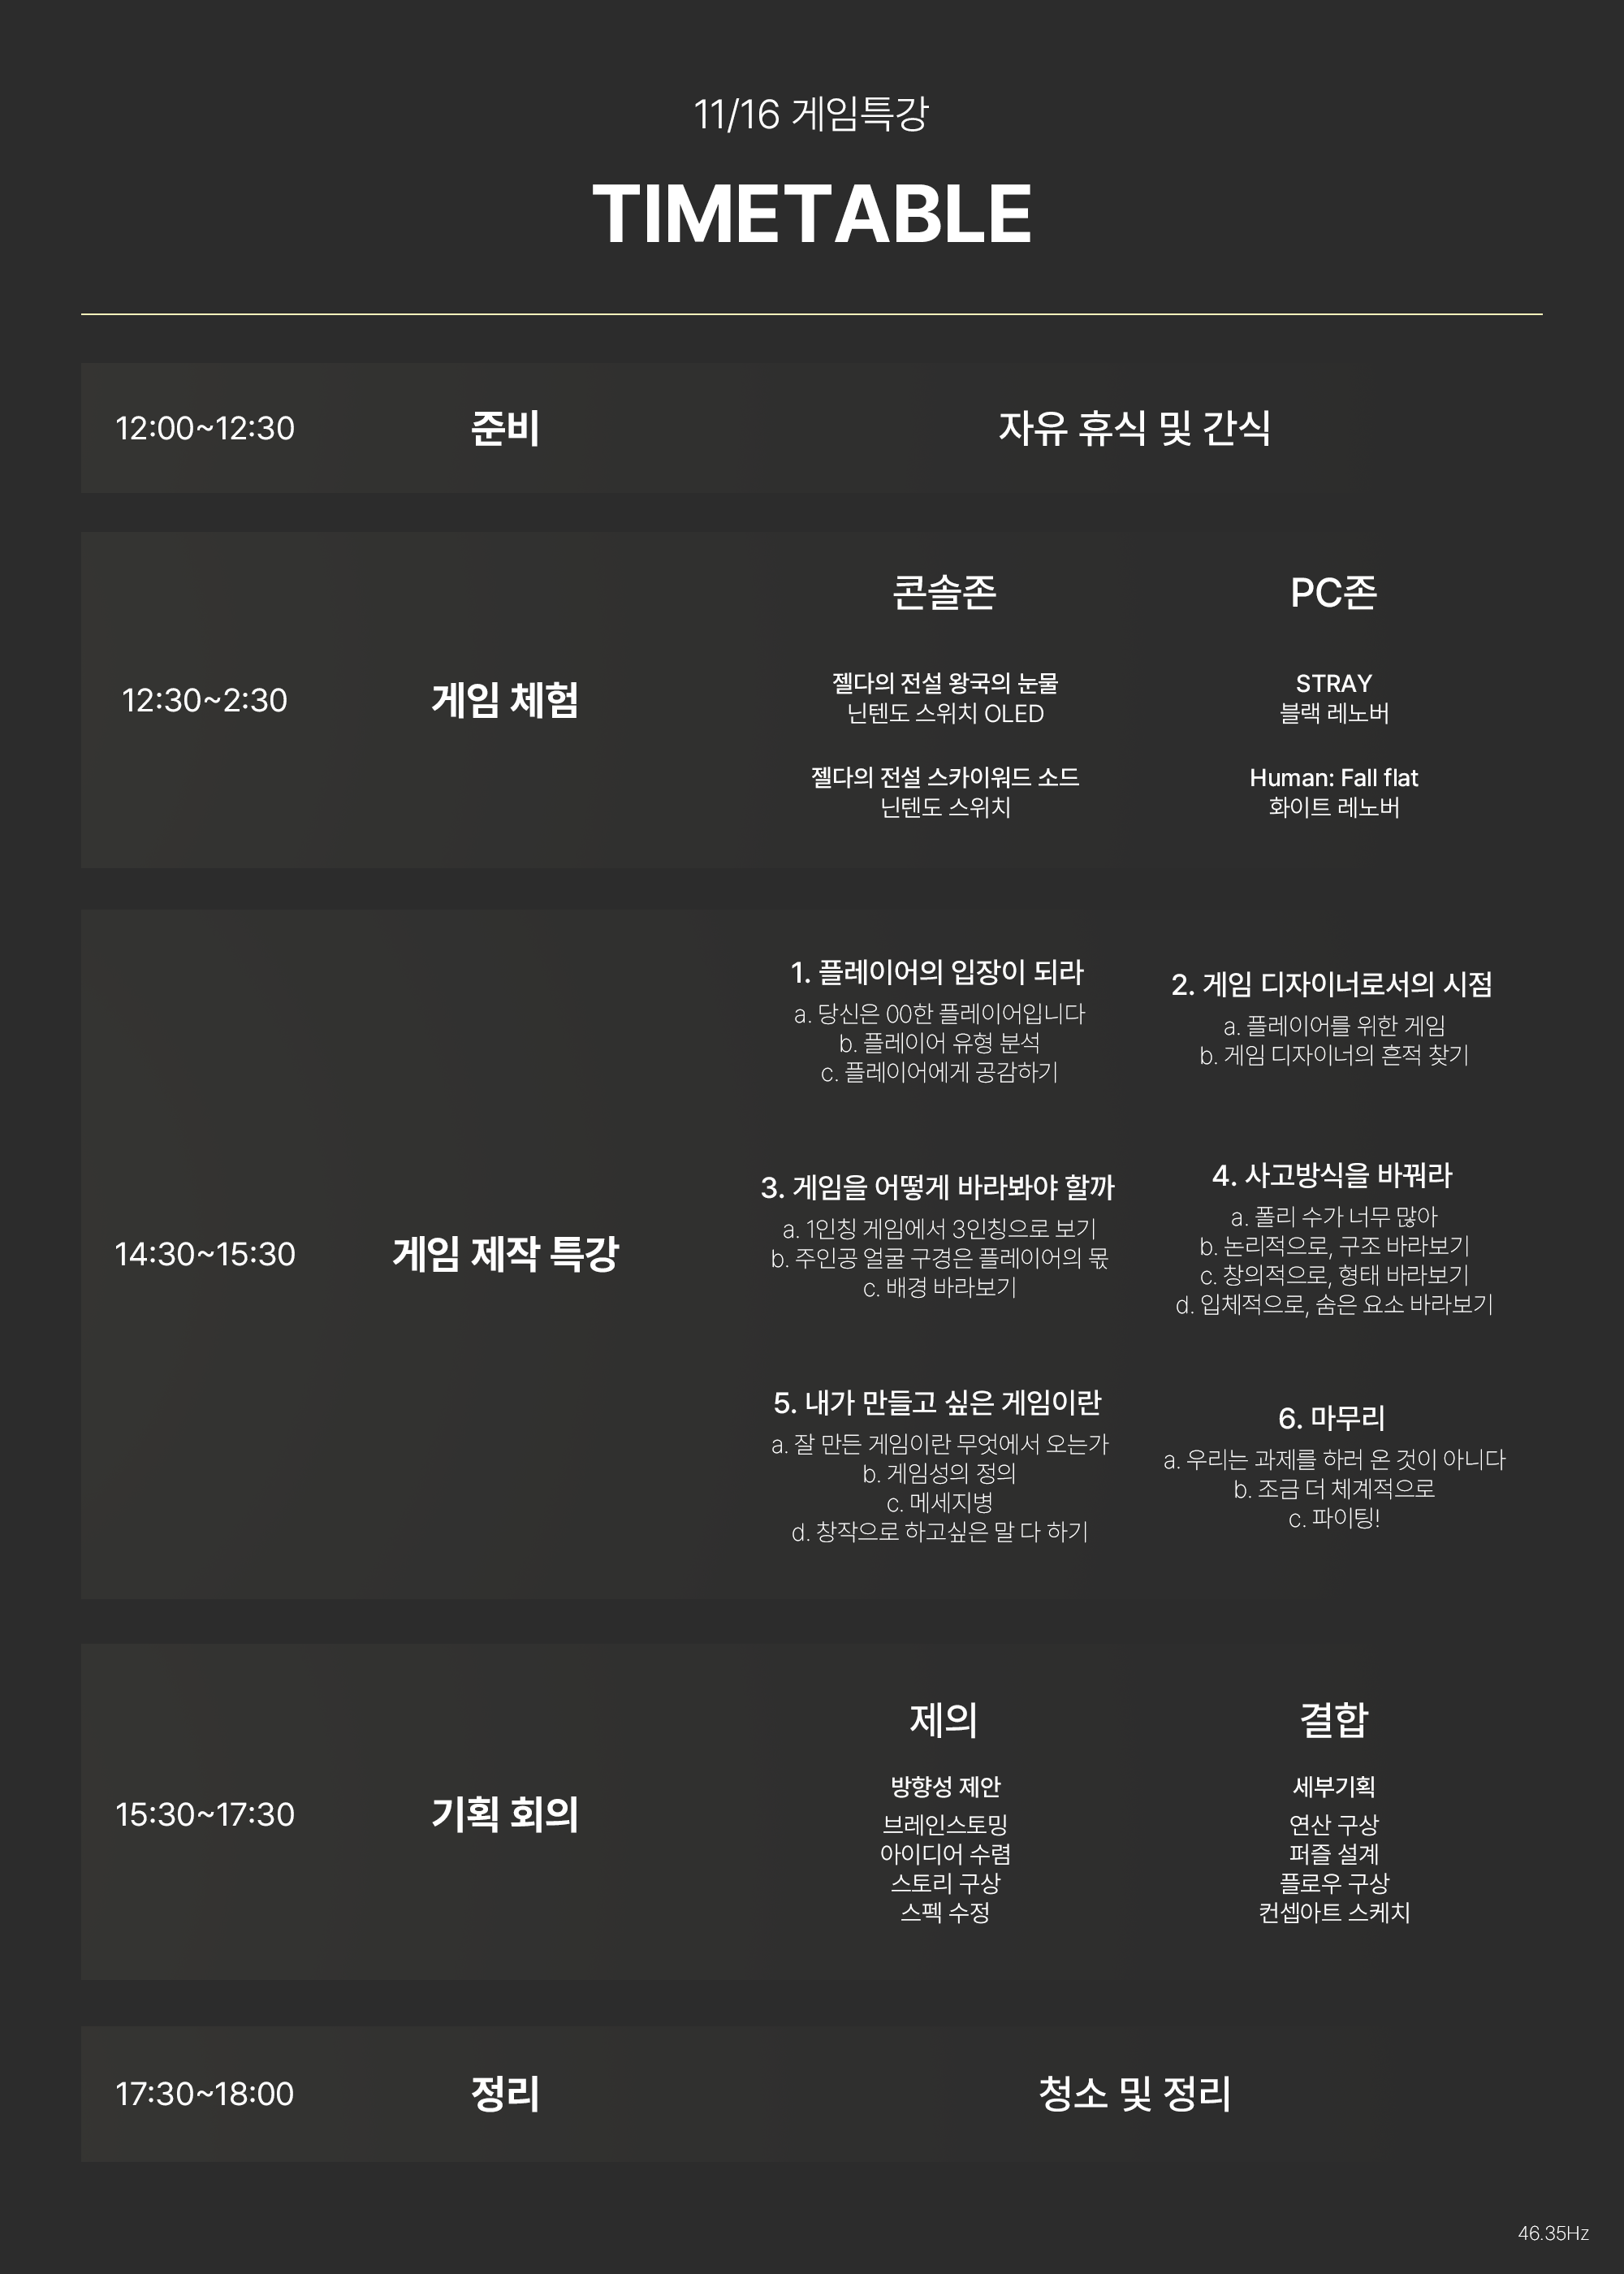 11/16 게임특강
TIMETABLE
12:00~12:30
준비
자유 휴식 및 간식
12:30~2:30
게임 체험
콘솔존
젤다의 전설 왕국의 눈물
닌텐도 스위치 OLED
젤다의 전설 스카이워드 소드
닌텐도 스위치
PC존
STRAY
블랙 레노버
Human: Fall flat
화이트 레노버
14:30~15:30
게임 제작 특강
1. 플레이어의 입장이 되라
a. 당신은 00한 플레이어입니다
b. 플레이어 유형 분석
c. 플레이어에게 공감하기
2. 게임 디자이너로서의 시점
a. 플레이어를 위한 게임
b. 게임 디자이너의 흔적 찾기
3. 게임을 어떻게 바라봐야 할까
a. 1인칭 게임에서 3인칭으로 보기
b. 주인공 얼굴 구경은 플레이어의 몫
c. 배경 바라보기
4. 사고방식을 바꿔라
a. 폴리 수가 너무 많아
b. 논리적으로, 구조 바라보기
c. 창의적으로, 형태 바라보기
d. 입체적으로, 숨은 요소 바라보기
5. 내가 만들고 싶은 게임이란
a. 잘 만든 게임이란 무엇에서 오는가
b. 게임성의 정의
c. 메세지병
d. 창작으로 하고싶은 말 다 하기
6. 마무리
a. 우리는 과제를 하러 온 것이 아니다
b. 조금 더 체계적으로
c. 파이팅!
15:30~17:30
기획 회의
제의
방향성 제안
브레인스토밍
아이디어 수렴
스토리 구상
스펙 수정
결합
세부기획
연산 구상
퍼즐 설계
플로우 구상
컨셉아트 스케치
17:30~18:00
정리
청소 및 정리
46.35Hz